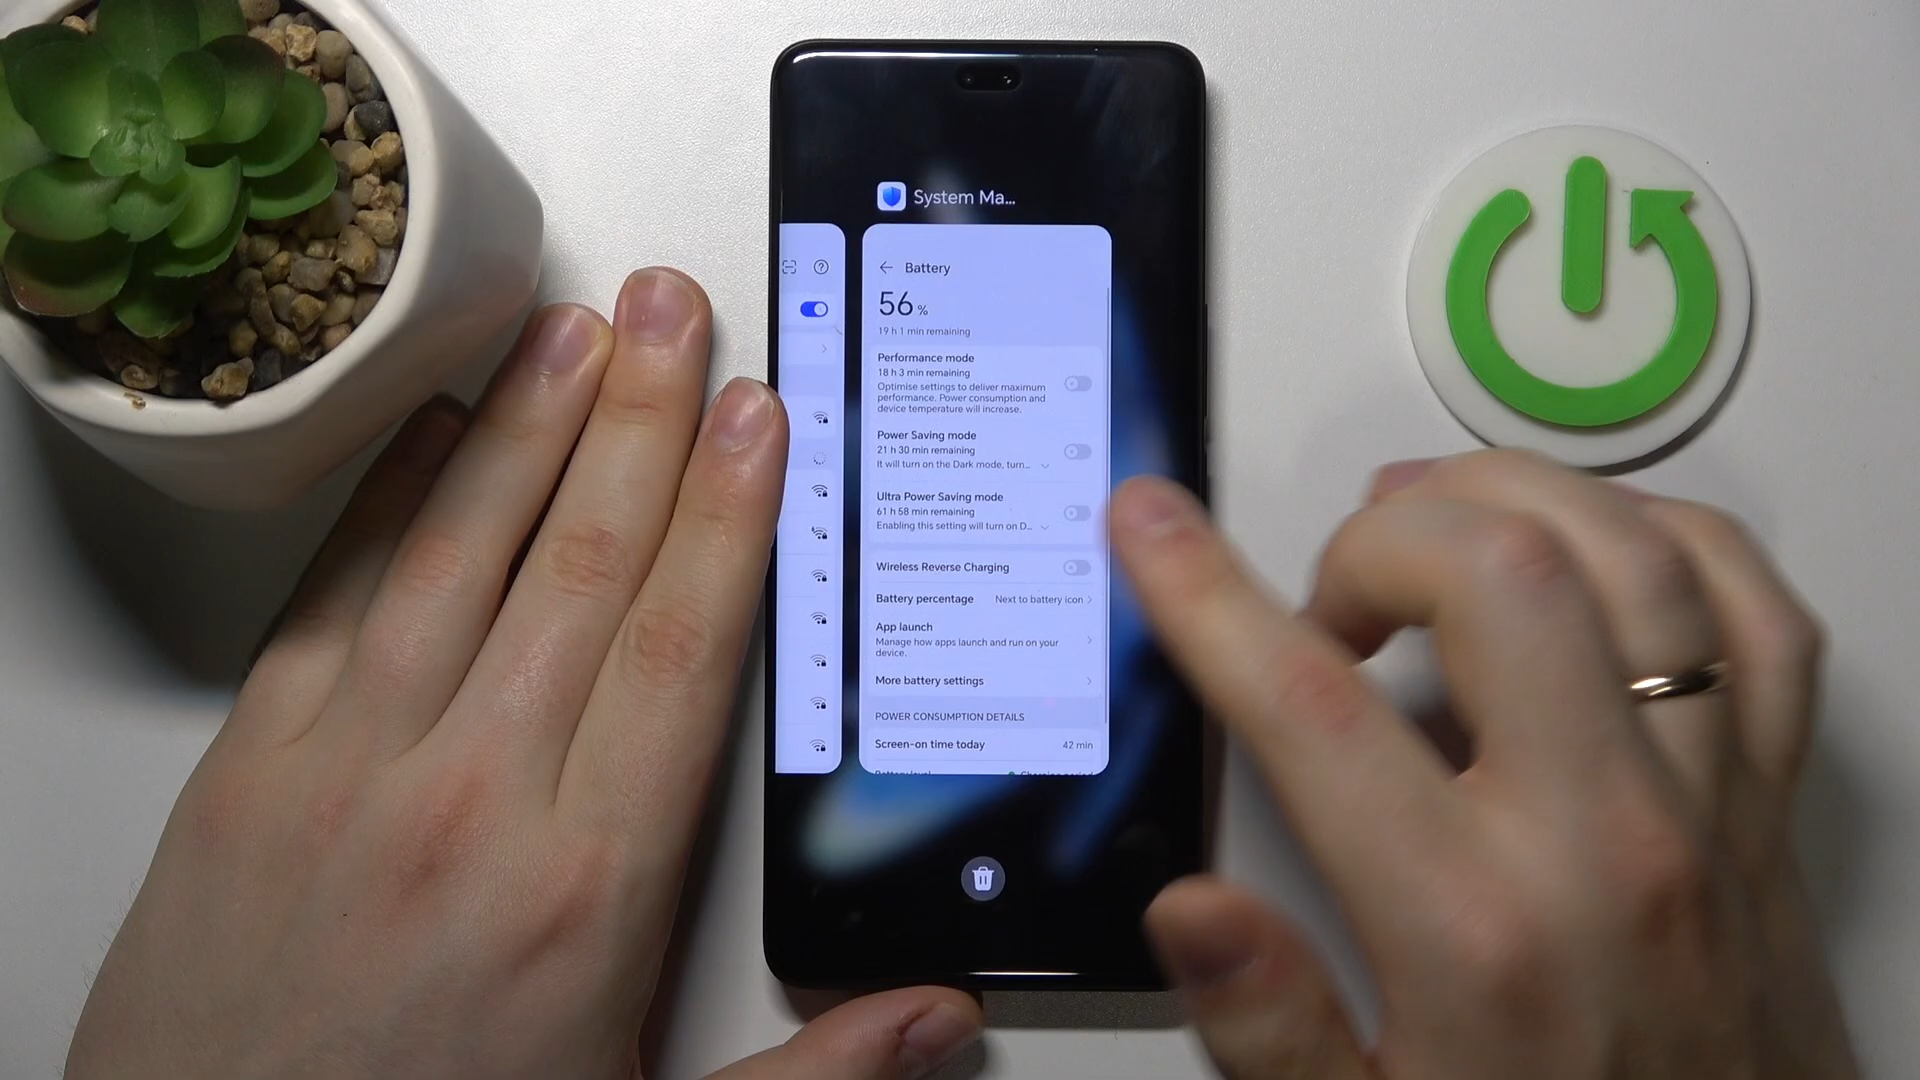 System Ma...
Battery
56 %
19 h 1 min remaining
Performance mode
18 h 3 min remaining
Optimise settings to deliver maximum
performance. Power consumption and
device temperature will increase.
Power Saving mode
21 h 30 min remaining
It will turn on the Dark mode, turn...
Ultra Power Saving mode
61 h 58 min remaining
Enabling this setting will turn on D...
Wireless Reverse Charging
Battery percentage Next to battery icon
App launch
Manage how apps launch and run on your
device.
More battery settings
POWER CONSUMPTION DETAILS
Screen-on time today 42 min